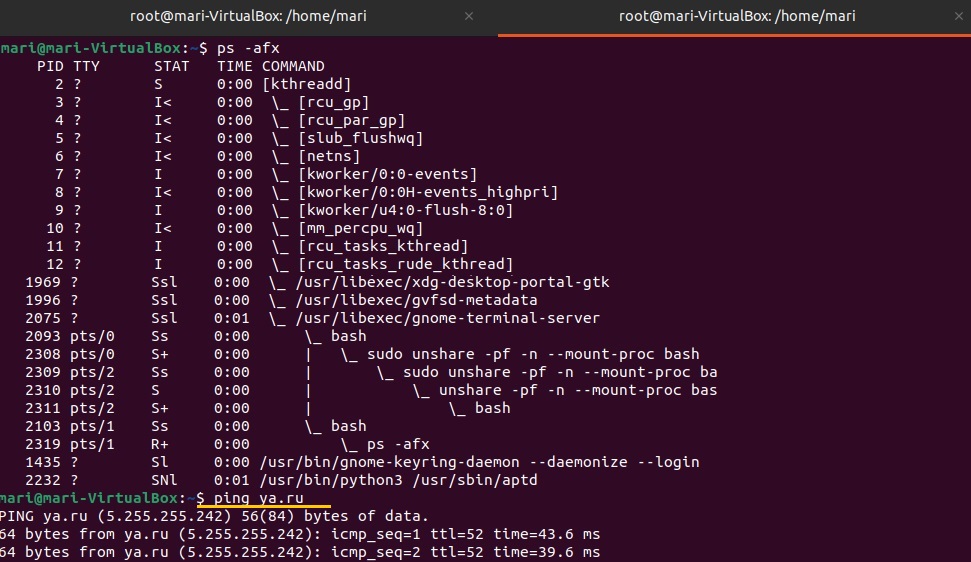 root@mari-VirtualBox: /home/mari × root@mari-VirtualBox: /home/mari ×
mari@mari-VirtualBox:~$ ps -afx
    PID TTY      STAT   TIME COMMAND
      2 ?        S      0:00 [kthreadd]
      3 ?        I<     0:00  \_ [rcu_gp]
      4 ?        I<     0:00  \_ [rcu_par_gp]
      5 ?        I<     0:00  \_ [slub_flushwq]
      6 ?        I<     0:00  \_ [netns]
      7 ?        I      0:00  \_ [kworker/0:0-events]
      8 ?        I<     0:00  \_ [kworker/0:0H-events_highpri]
      9 ?        I      0:00  \_ [kworker/u4:0-flush-8:0]
     10 ?        I<     0:00  \_ [mm_percpu_wq]
     11 ?        I      0:00  \_ [rcu_tasks_kthread]
     12 ?        I      0:00  \_ [rcu_tasks_rude_kthread]
   1969 ?        Ssl    0:00  \_ /usr/libexec/xdg-desktop-portal-gtk
   1996 ?        Ssl    0:00  \_ /usr/libexec/gvfsd-metadata
   2075 ?        Ssl    0:01  \_ /usr/libexec/gnome-terminal-server
   2093 pts/0    Ss     0:00      \_ bash
   2308 pts/0    S+     0:00      |   \_ sudo unshare -pf -n --mount-proc bash
   2309 pts/2    Ss     0:00      |       \_ sudo unshare -pf -n --mount-proc ba
   2310 pts/2    S      0:00      |           \_ unshare -pf -n --mount-proc bas
   2311 pts/2    S+     0:00      |               \_ bash
   2103 pts/1    Ss     0:00      \_ bash
   2319 pts/1    R+     0:00          \_ ps -afx
   1435 ?        Sl     0:00 /usr/bin/gnome-keyring-daemon --daemonize --login
   2232 ?        SNl    0:01 /usr/bin/python3 /usr/sbin/aptd
mari@mari-VirtualBox:~$ ping ya.ru
PING ya.ru (5.255.255.242) 56(84) bytes of data.
64 bytes from ya.ru (5.255.255.242): icmp_seq=1 ttl=52 time=43.6 ms
64 bytes from ya.ru (5.255.255.242): icmp_seq=2 ttl=52 time=39.6 ms